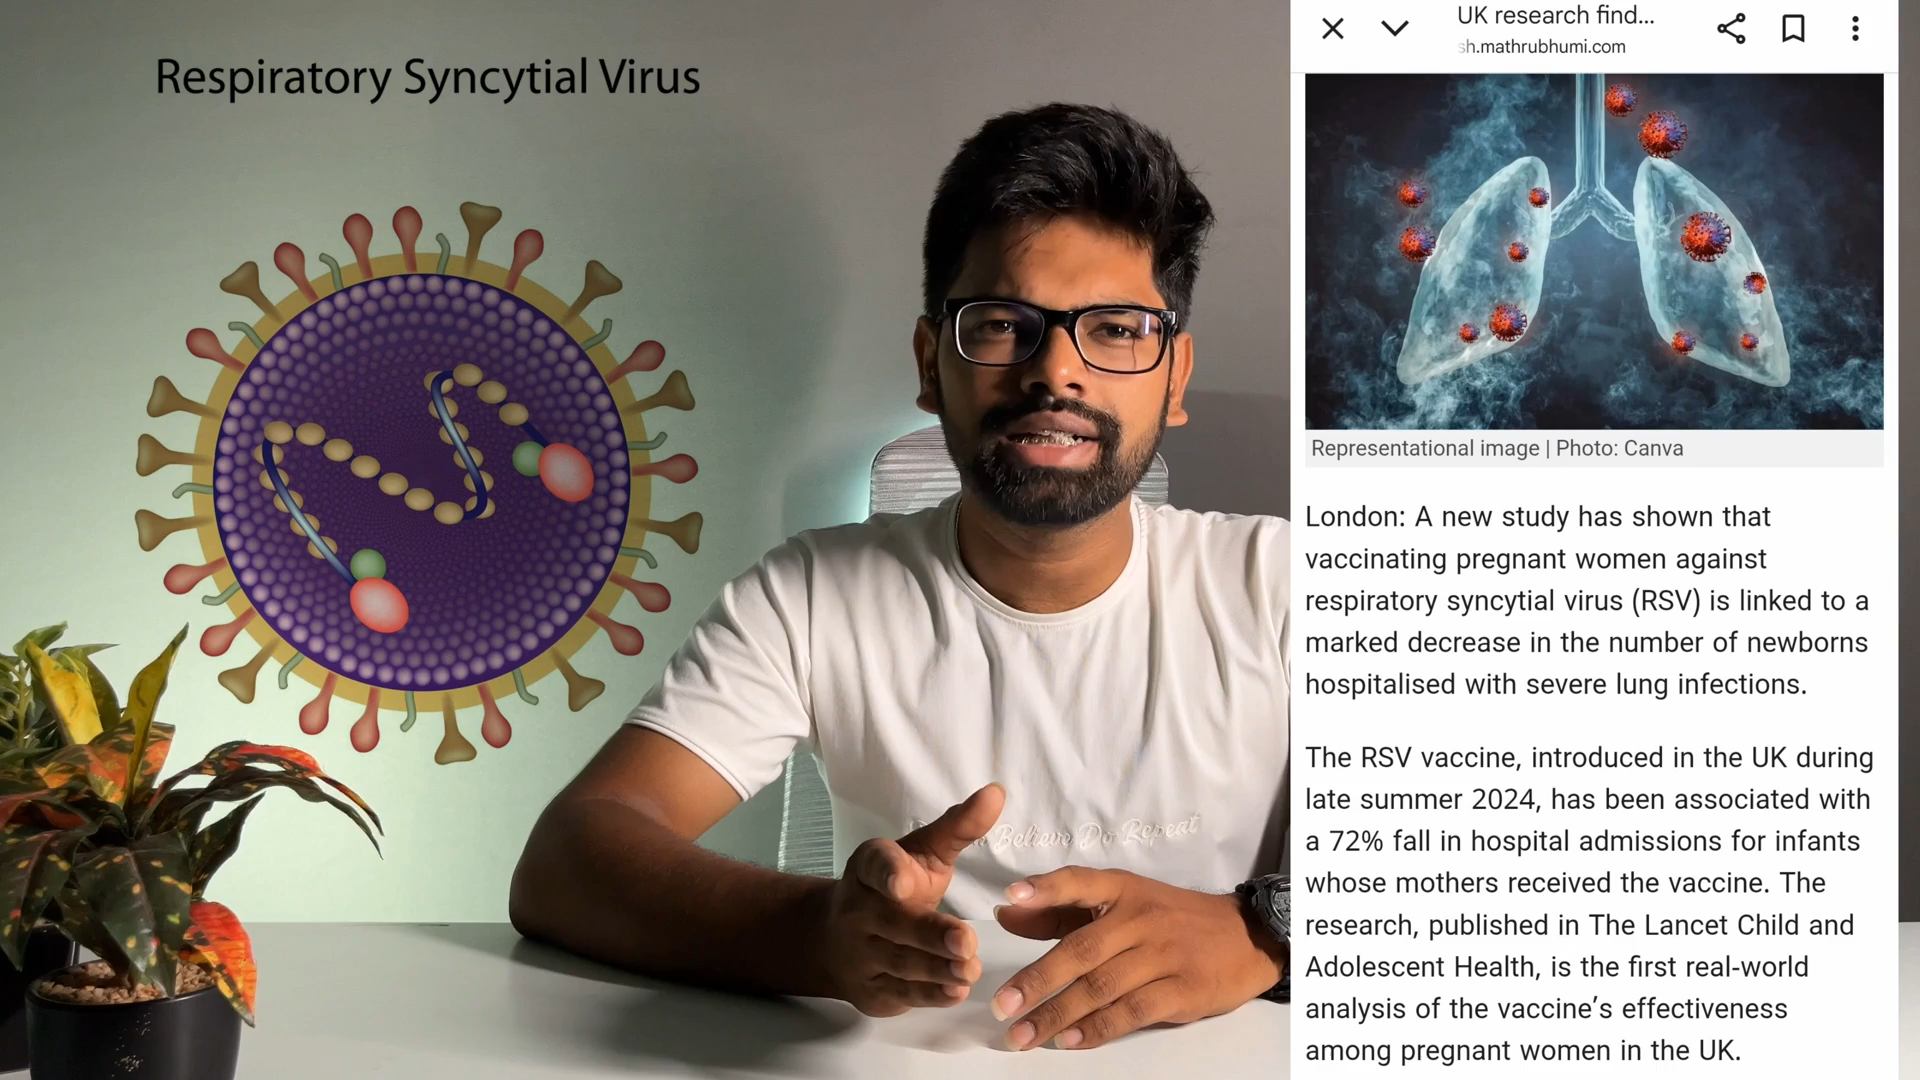 Respiratory Syncytial Virus
UK research find...
sh.mathrubhumi.com
Representational image | Photo: Canva
London: A new study has shown that
vaccinating pregnant women against
respiratory syncytial virus (RSV) is linked to a
marked decrease in the number of newborns
hospitalised with severe lung infections.
The RSV vaccine, introduced in the UK during
late summer 2024, has been associated with
a 72% fall in hospital admissions for infants
whose mothers received the vaccine. The
research, published in The Lancet Child and
Adolescent Health, is the first real-world
analysis of the vaccine's effectiveness
among pregnant women in the UK.
Believe Do Repeat